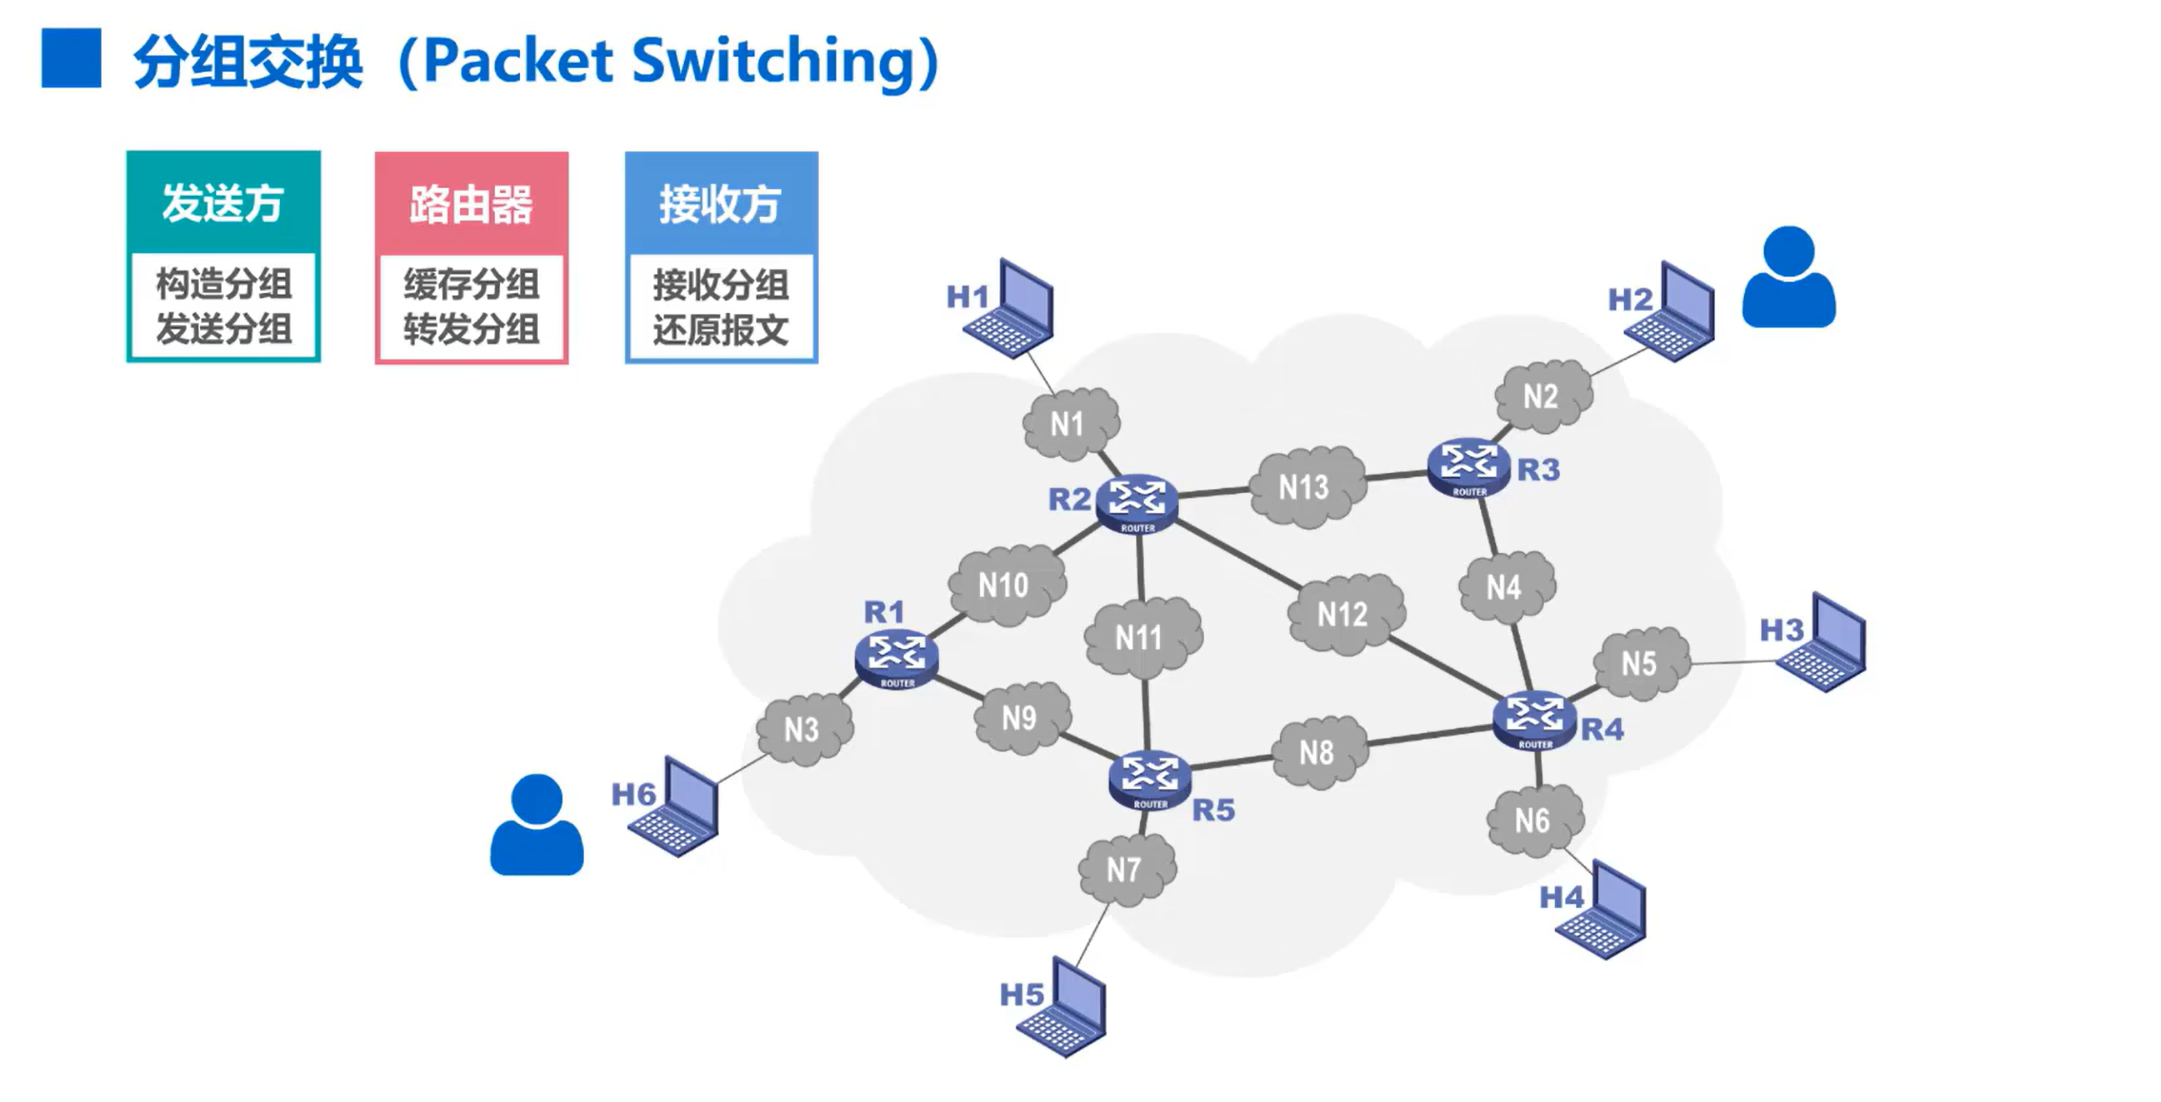 分组交换（Packet Switching）
发送方
构造分组
发送分组
路由器
缓存分组
转发分组
接收方
接收分组
还原报文
H1
H2
N2
N1
R3
ROUTER
N13
R2
ROUTER
N10
N4
R1
ROUTER
N11
N12
H3
N5
N3
N9
N8
R4
ROUTER
H6
R5
ROUTER
N6
N7
H4
H5